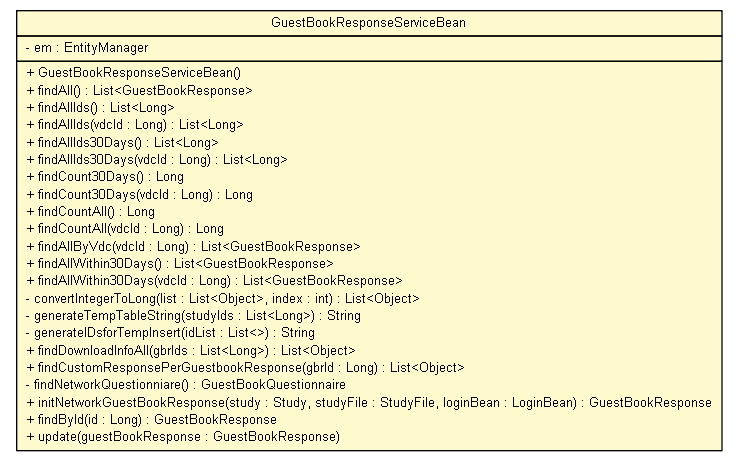 GuestBookResponseServiceBean
- em : EntityManager
+ GuestBookResponseServiceBean()
+ findAll() : List<GuestBookResponse>
+ findAllIds() : List<Long>
+ findAllIds(vdcId : Long) : List<Long>
+ findAllIds30Days() : List<Long>
+ findAllIds30Days(vdcId : Long) : List<Long>
+ findCount30Days() : Long
+ findCount30Days(vdcId : Long) : Long
+ findCountAll() : Long
+ findCountAll(vdcId : Long) : Long
+ findAllByVdc(vdcId : Long) : List<GuestBookResponse>
+ findAllWithin30Days() : List<GuestBookResponse>
+ findAllWithin30Days(vdcId : Long) : List<GuestBookResponse>
- convertIntegerToLong(list : List<Object>, index : int) : List<Object>
- generateTempTableString(studyIds : List<Long>) : String
- generateIDsforTempInsert(idList : List<>) : String
+ findDownloadInfoAll(gbrIds : List<Long>) : List<Object>
+ findCustomResponsePerGuestbookResponse(gbrId : Long) : List<Object>
- findNetworkQuestionniare() : GuestBookQuestionnaire
+ initNetworkGuestBookResponse(study : Study, studyFile : StudyFile, loginBean : LoginBean) : GuestBookResponse
+ findById(id : Long) : GuestBookResponse
+ update(guestBookResponse : GuestBookResponse)